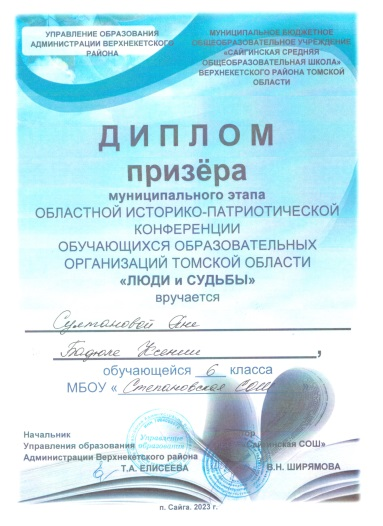 УПРАВЛЕНИЕ ОБРАЗОВАНИЯ
АДМИНИСТРАЦИИ ВЕРХНЕКЕТСКОГО
РАЙОНА
МУНИЦИПАЛЬНОЕ БЮДЖЕТНОЕ
ОБЩЕОБРАЗОВАТЕЛЬНОЕ УЧРЕЖДЕНИЕ
«САЙГИНСКАЯ СРЕДНЯЯ
ОБЩЕОБРАЗОВАТЕЛЬНАЯ ШКОЛА»
ВЕРХНЕКЕТСКОГО РАЙОНА ТОМСКОЙ
ОБЛАСТИ
ДИПЛОМ
призёра
муниципального этапа
ОБЛАСТНОЙ ИСТОРИКО-ПАТРИОТИЧЕСКОЙ
КОНФЕРЕНЦИИ
ОБУЧАЮЩИХСЯ ОБРАЗОВАТЕЛЬНЫХ
ОРГАНИЗАЦИЙ ТОМСКОЙ ОБЛАСТИ
«ЛЮДИ и СУДЬБЫ»
вручается
Султановой Яне
Бадюле Ксении,
обучающейся 6 класса
МБОУ « Степановская СОШ
Начальник
Управления образования
Администрации Верхнекетского района
Т.А. ЕЛИСЕЕВА
Сайгинская СОШ»
В.Н. ШИРЯМОВА
Управление
образования
п. Сайга. 2023 г.